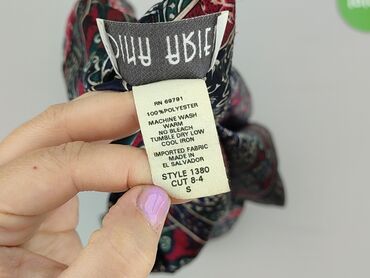 RN 69791
100% POLYESTER
MACHINE WASH
WARM
NO BLEACH
TUMBLE DRY LOW
COOL IRON
IMPORTED FABRIC
MADE IN
EL SALVADOR
STYLE 1380
CUT 8-4
S